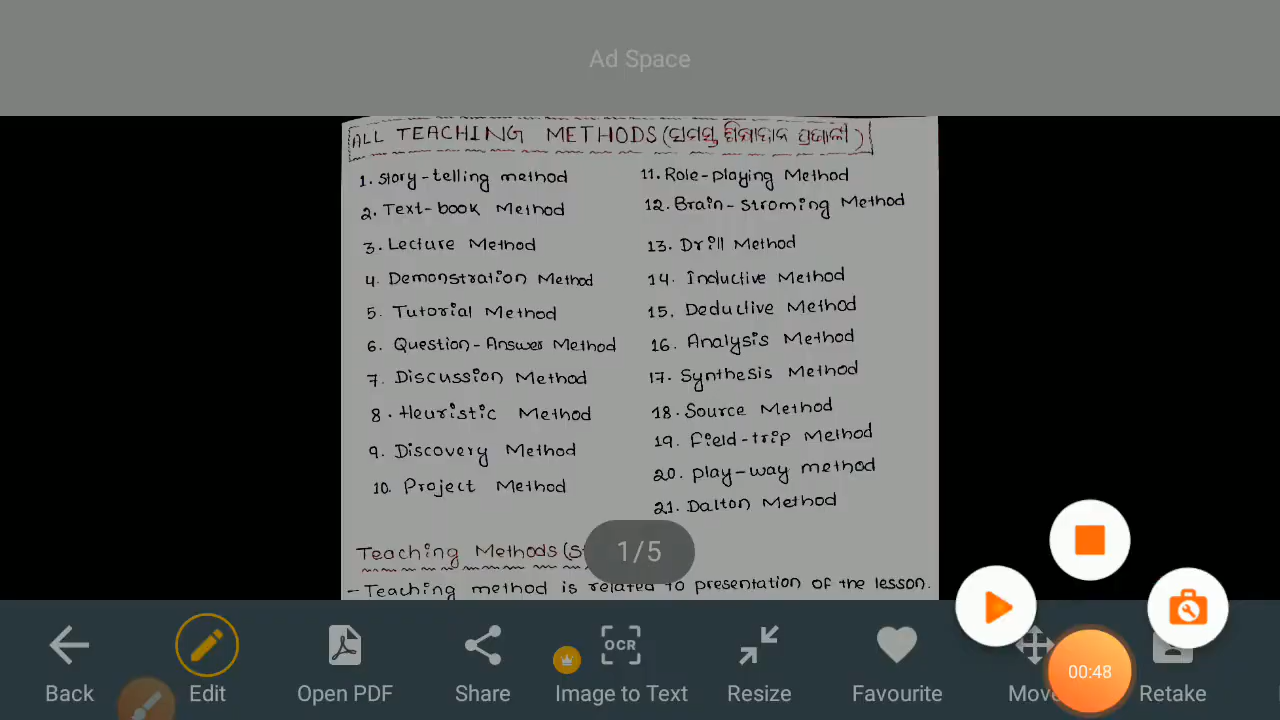 Ad Space
ALL TEACHING METHODS (ସମସ୍ତ ଶିକ୍ଷାଦାନ ପ୍ରଣାଳୀ)
1. Story-telling method
2. Text-book Method
3. Lecture Method
4. Demonstration Method
5. Tutorial Method
6. Question-Answer Method
7. Discussion Method
8. Heuristic Method
9. Discovery Method
10. Project Method
11. Role-playing Method
12. Brain-stroming Method
13. Drill Method
14. Inductive Method
15. Deductive Method
16. Analysis Method
17. Synthesis Method
18. Source Method
19. Field-trip Method
20. play-way method
21. Dalton Method
Teaching Methods (S
1/5
- Teaching method is related to presentation of the lesson.
OCR
Back
Edit
Open PDF
Share
Image to Text
Resize
Favourite
Move
00:48
Retake